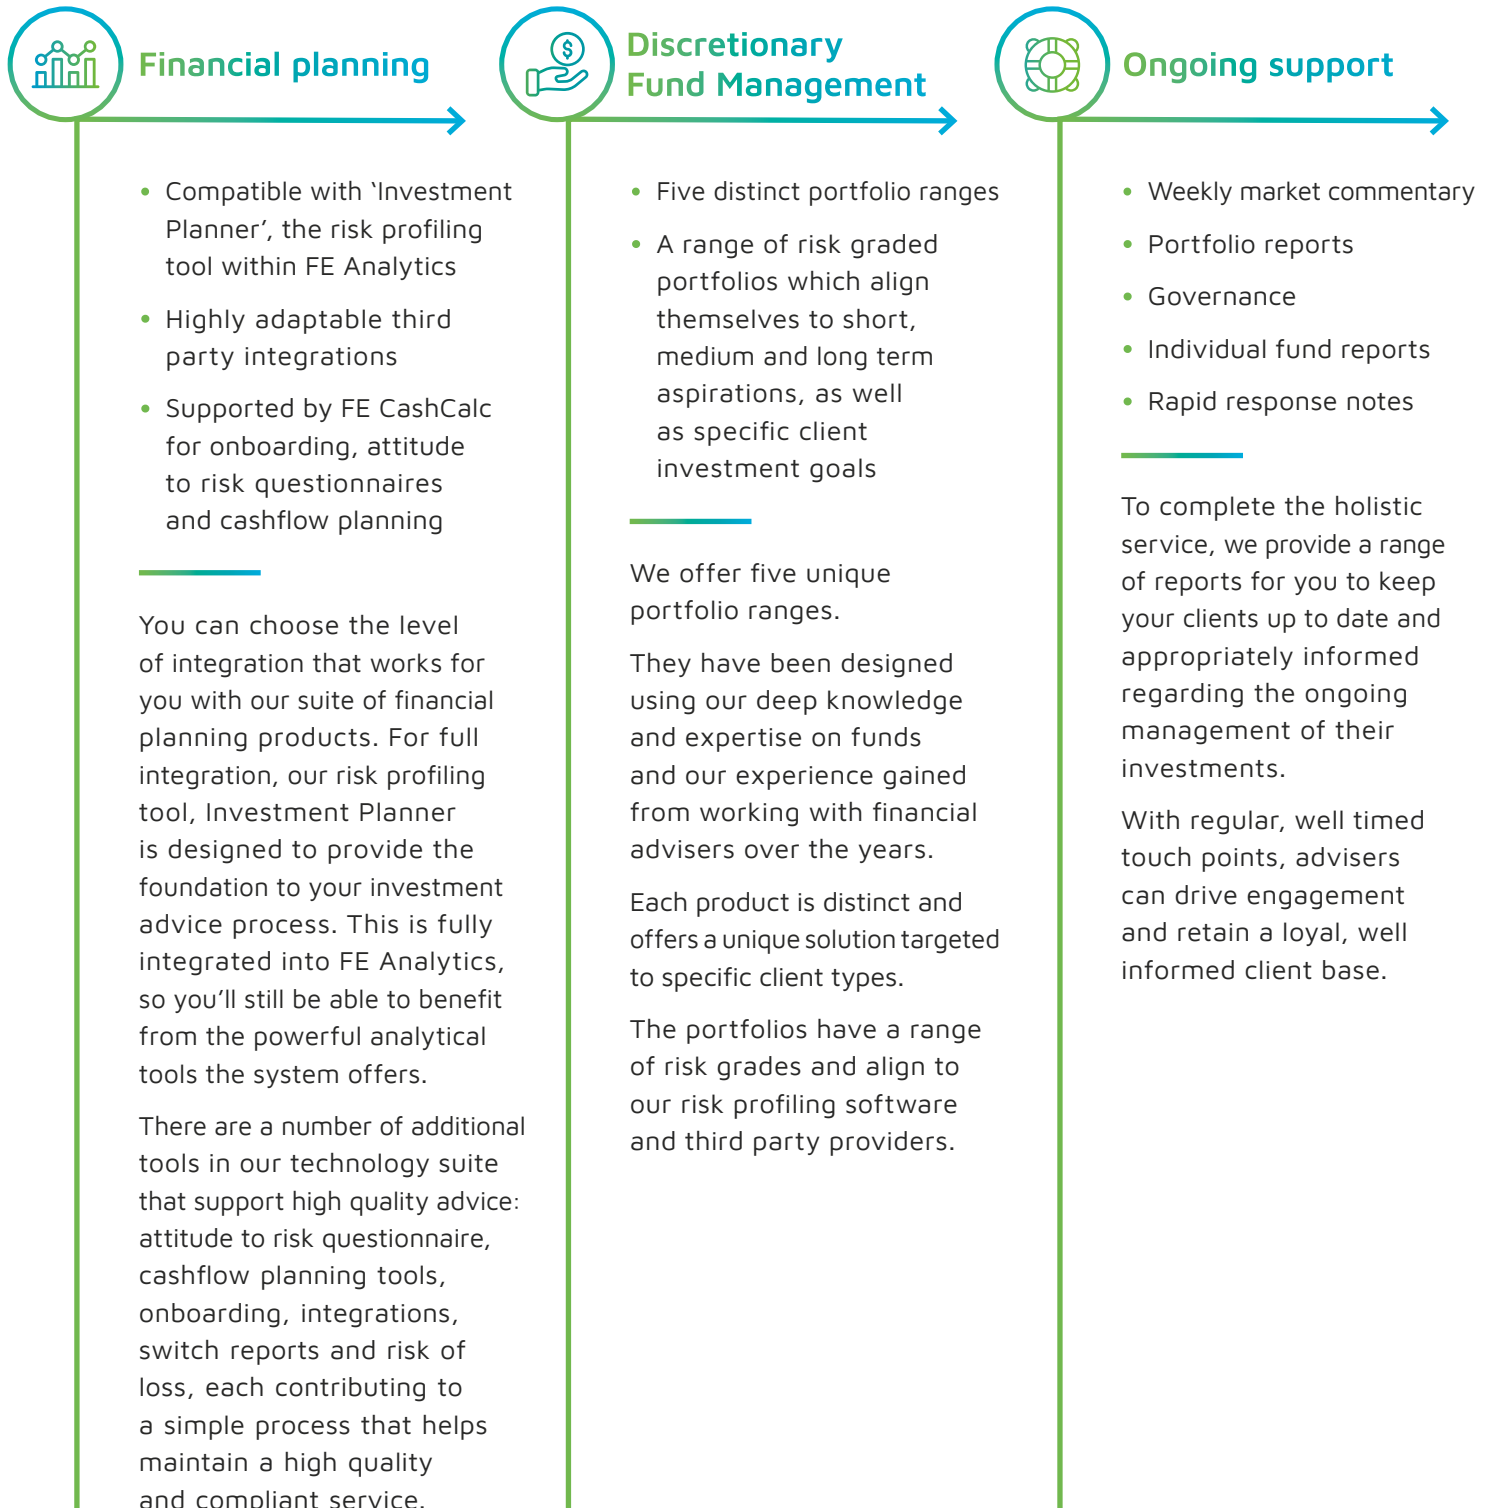 Financial planning
• Compatible with ‘Investment
Planner’, the risk profiling
tool within FE Analytics
• Highly adaptable third
party integrations
• Supported by FE CashCalc
for onboarding, attitude
to risk questionnaires
and cashflow planning
You can choose the level
of integration that works for
you with our suite of financial
planning products. For full
integration, our risk profiling
tool, Investment Planner
is designed to provide the
foundation to your investment
advice process. This is fully
integrated into FE Analytics,
so you’ll still be able to benefit
from the powerful analytical
tools the system offers.
There are a number of additional
tools in our technology suite
that support high quality advice:
attitude to risk questionnaire,
cashflow planning tools,
onboarding, integrations,
switch reports and risk of
loss, each contributing to
a simple process that helps
maintain a high quality
and compliant service.
Discretionary
Fund Management
• Five distinct portfolio ranges
• A range of risk graded
portfolios which align
themselves to short,
medium and long term
aspirations, as well
as specific client
investment goals
We offer five unique
portfolio ranges.
They have been designed
using our deep knowledge
and expertise on funds
and our experience gained
from working with financial
advisers over the years.
Each product is distinct and
offers a unique solution targeted
to specific client types.
The portfolios have a range
of risk grades and align to
our risk profiling software
and third party providers.
Ongoing support
• Weekly market commentary
• Portfolio reports
• Governance
• Individual fund reports
• Rapid response notes
To complete the holistic
service, we provide a range
of reports for you to keep
your clients up to date and
appropriately informed
regarding the ongoing
management of their
investments.
With regular, well timed
touch points, advisers
can drive engagement
and retain a loyal, well
informed client base.